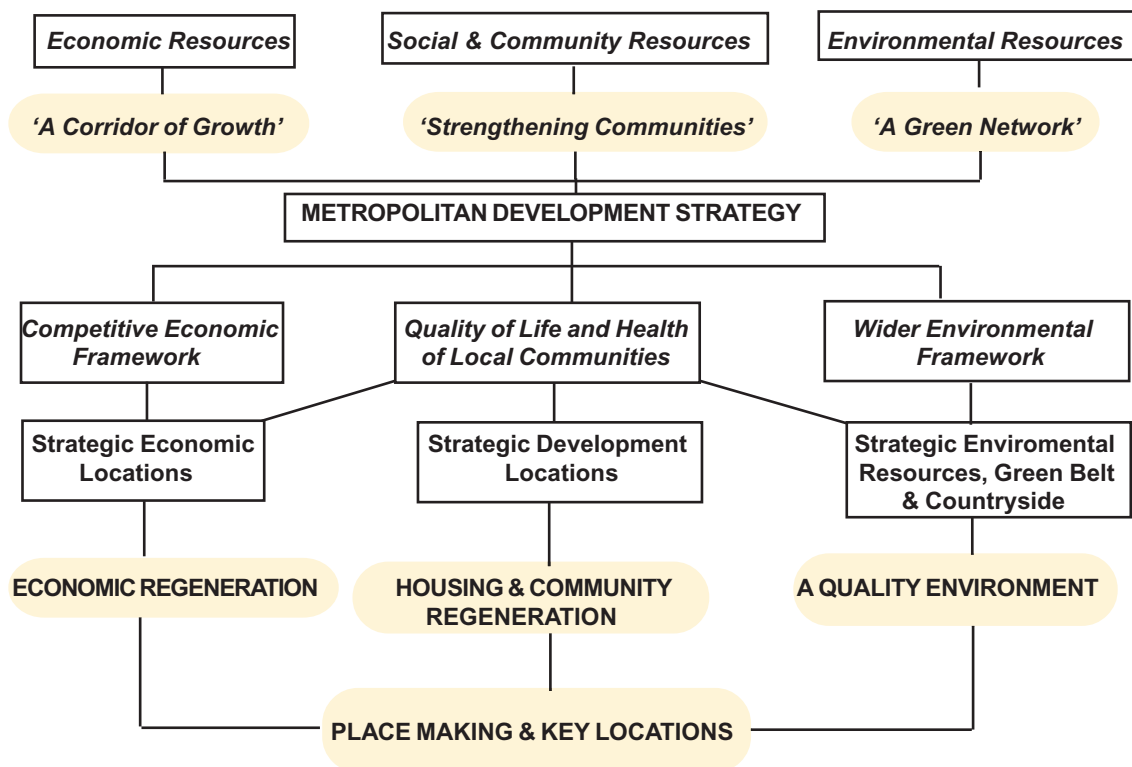 Economic Resources
Social & Community Resources
Environmental Resources
‘A Corridor of Growth’
‘Strengthening Communities’
‘A Green Network’
METROPOLITAN DEVELOPMENT STRATEGY
Competitive Economic
Framework
Quality of Life and Health
of Local Communities
Wider Environmental
Framework
Strategic Economic
Locations
Strategic Development
Locations
Strategic Enviromental
Resources, Green Belt
& Countryside
ECONOMIC REGENERATION
HOUSING & COMMUNITY
REGENERATION
A QUALITY ENVIRONMENT
PLACE MAKING & KEY LOCATIONS